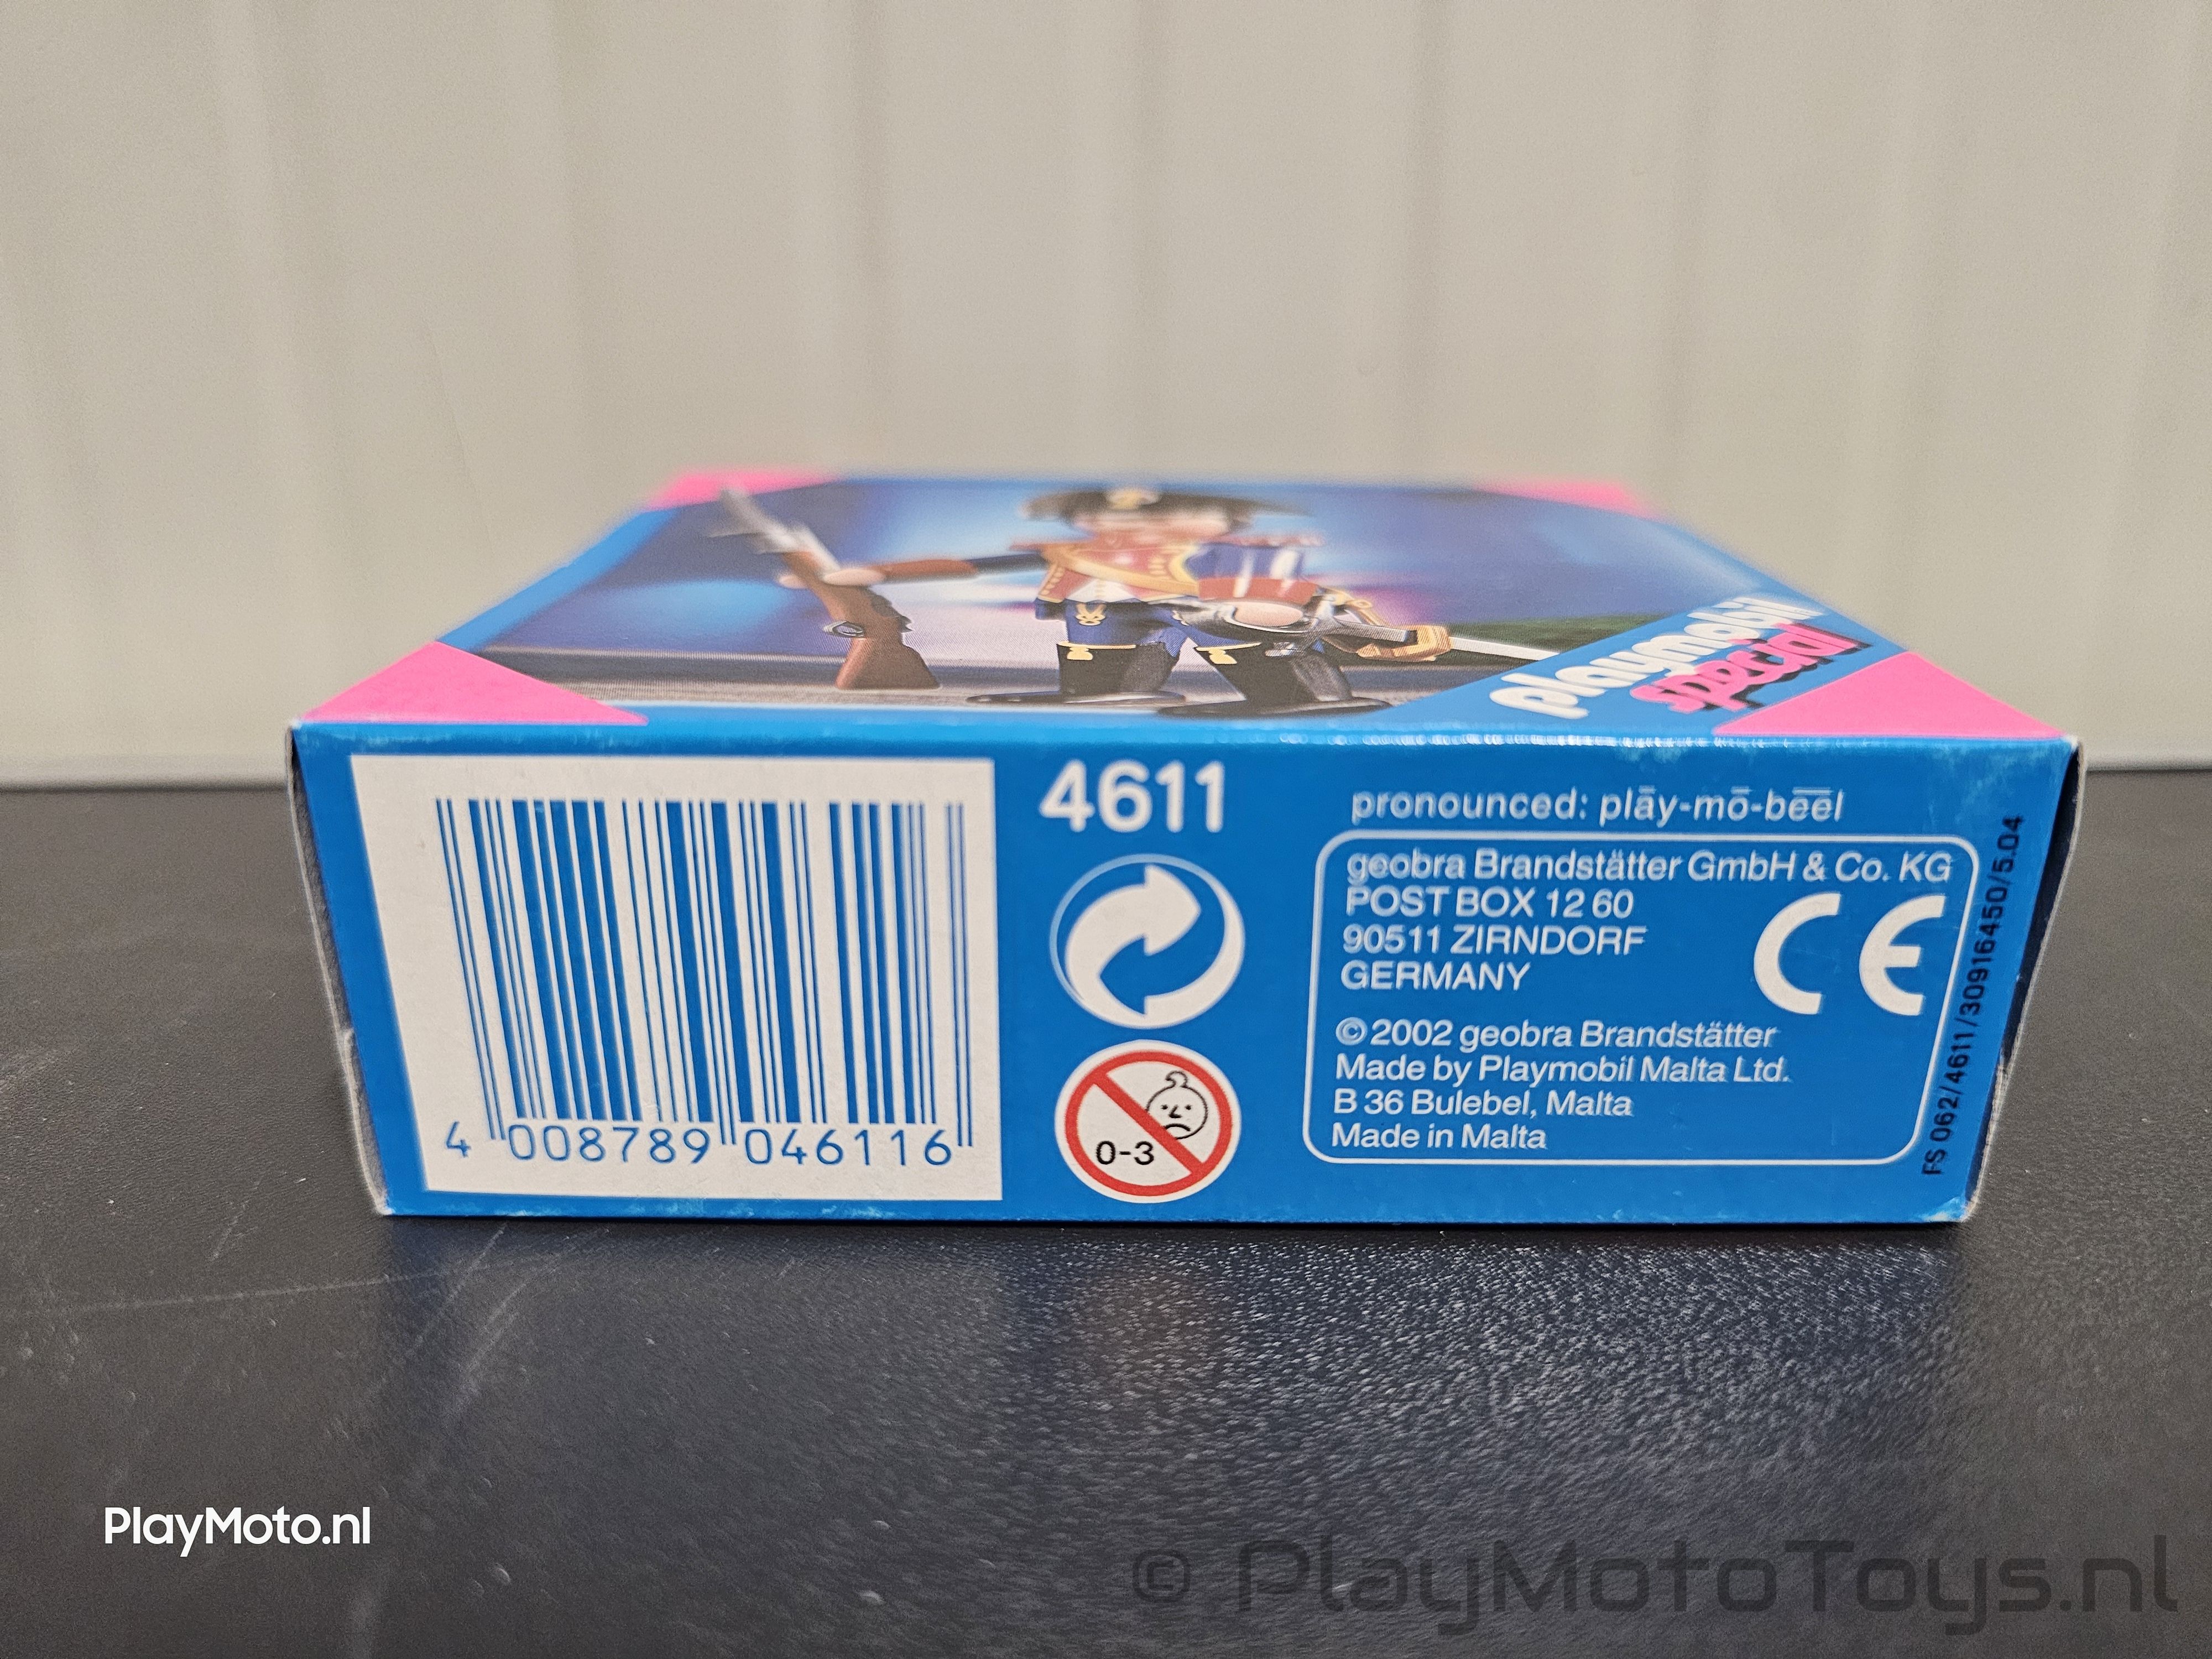 playmobil
special
4611
pronounced: plāy-mō-bēēl
geobra Brandstätter GmbH & Co. KG
POST BOX 12 60
90511 ZIRNDORF
GERMANY
CE
© 2002 geobra Brandstätter
Made by Playmobil Malta Ltd.
B 36 Bulebel, Malta
Made in Malta
FS 062/4611/30916450/5.04
0-3
4 008789 046116
PlayMoto.nl
© PlayMotoToys.nl